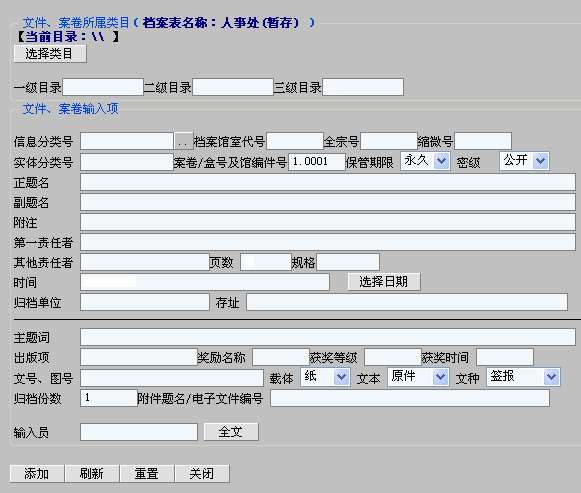 文件、案卷所属类目( 档案表名称：人事处(暂存) )
【当前目录：\\ 】
选择类目
一级目录 二级目录 三级目录
文件、案卷输入项
信息分类号 .. 档案馆室代号 全宗号 缩微号
实体分类号 案卷/盒号及馆编件号 1.0001 保管期限 永久 密级 公开
正题名
副题名
附注
第一责任者
其他责任者 页数 规格
时间 选择日期
归档单位 存址
主题词
出版项 奖励名称 获奖等级 获奖时间
文号、图号 载体 纸 文本 原件 文种 签报
归档份数 1 附件题名/电子文件编号
输入员 全文
添加 刷新 重置 关闭